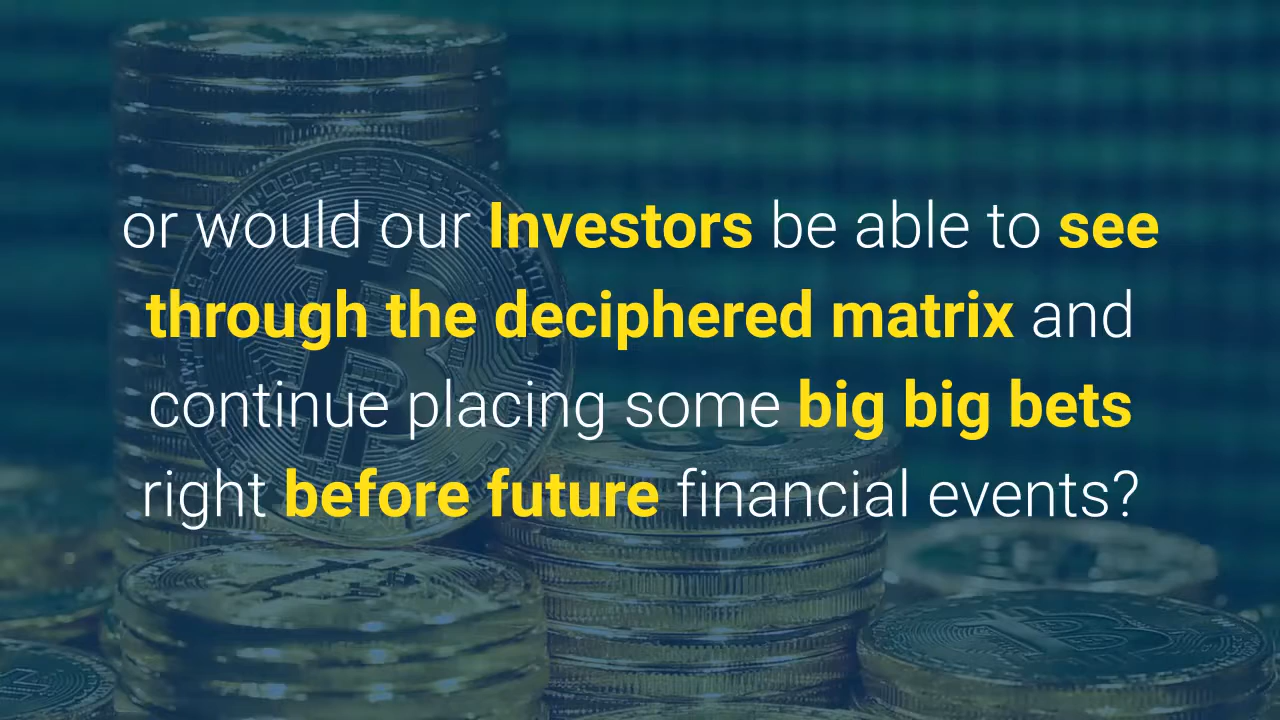 or would our Investors be able to see
through the deciphered matrix and
continue placing some big big bets
right before future financial events?